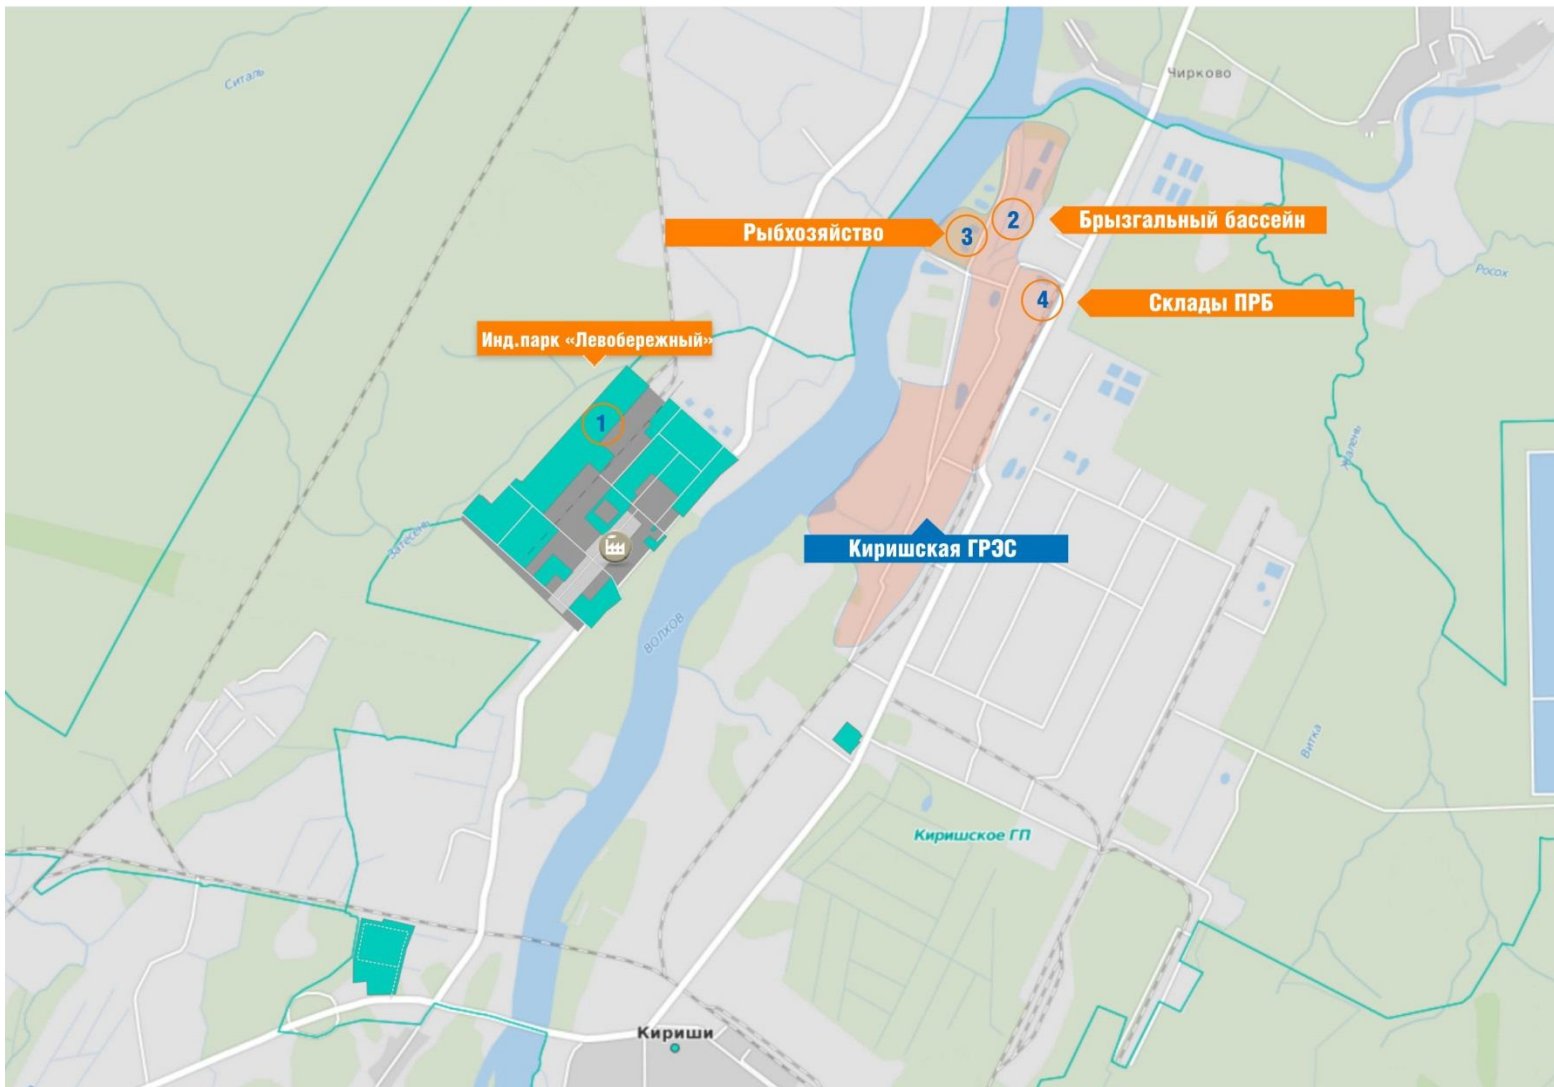 Ситаль
Чирково
2
Брызгальный бассейн
Рыбхозяйство
3
Росох
4
Склады ПРБ
Инд.парк «Левобережный»
1
Жалень
Затесень
Киришская ГРЭС
ВОЛХОВ
Витка
Киришское ГП
Кириши